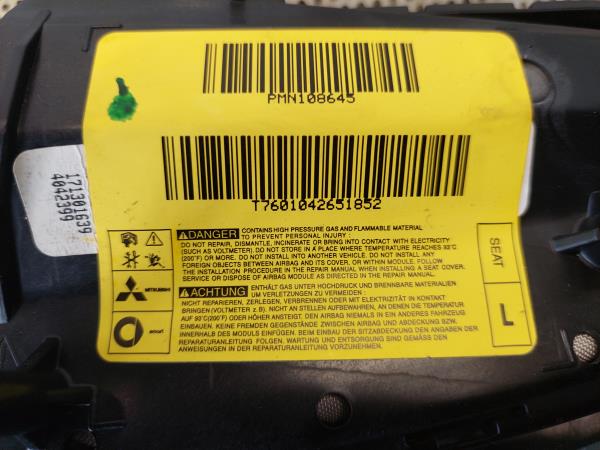 PMN108645
T7601042651852
171301639
4042399
DANGER CONTAINS HIGH PRESSURE GAS AND FLAMMABLE MATERIAL
TO PREVENT PERSONAL INJURY:
DO NOT REPAIR, DISMANTLE, INCINERATE OR BRING INTO CONTACT WITH ELECTRICITY
(SUCH AS VOLTMETER) DO NOT STORE IN A PLACE WHERE TEMPERATURE REACHES 93°C
(200°F) OR MORE. DO NOT INSTALL INTO ANOTHER VEHICLE. DO NOT INSTALL ANY
FOREIGN OBJECTS BETWEEN AIRBAG AND ITS COVER, OR WITHIN MODULE. FOLLOW
THE INSTALLATION PROCEDURE IN THE REPAIR MANUAL WHEN INSTALLING A SEAT COVER.
SERVICE OR DISPOSE OF AIRBAG MODULE AS DIRECTED IN THE REPAIR MANUAL.
ACHTUNG ENTHÄLT GAS UNTER HOCHDRUCK UND BRENNBARE MATERIALIEN
UM VERLETZUNGEN ZU VERMEIDEN:
NICHT REPARIEREN, ZERLEGEN, VERBRENNEN ODER MIT ELEKTRIZITÄT IN KONTAKT
BRINGEN (VOLTMETER z. B). NICHT AN STELLEN AUFBEWAHREN, AN DENEN DIE TEMPERATUR
AUF 93°C(200°F) ODER HÖHER ANSTEIGT. DEN AIRBAG NIEMALS IN EIN ANDERES FAHRZEUG
EINBAUEN. KEINE FREMDEN GEGENSTÄNDE ZWISCHEN AIRBAG UND ABDECKUNG BZW.
INNERHALB DES MODULS EINFÜGEN. BEIM EINBAU DER SITZABDECKUNG DEN ANGABEN DER
REPARATURANLEITUNG FOLGEN. WARTUNG UND ENTSORGUNG SIND GEMÄSS DEN
ANWEISUNGEN IN DER REPARATURANLEITUNG VORZUNEHMEN.
MITSUBISHI
smart
SEAT
L